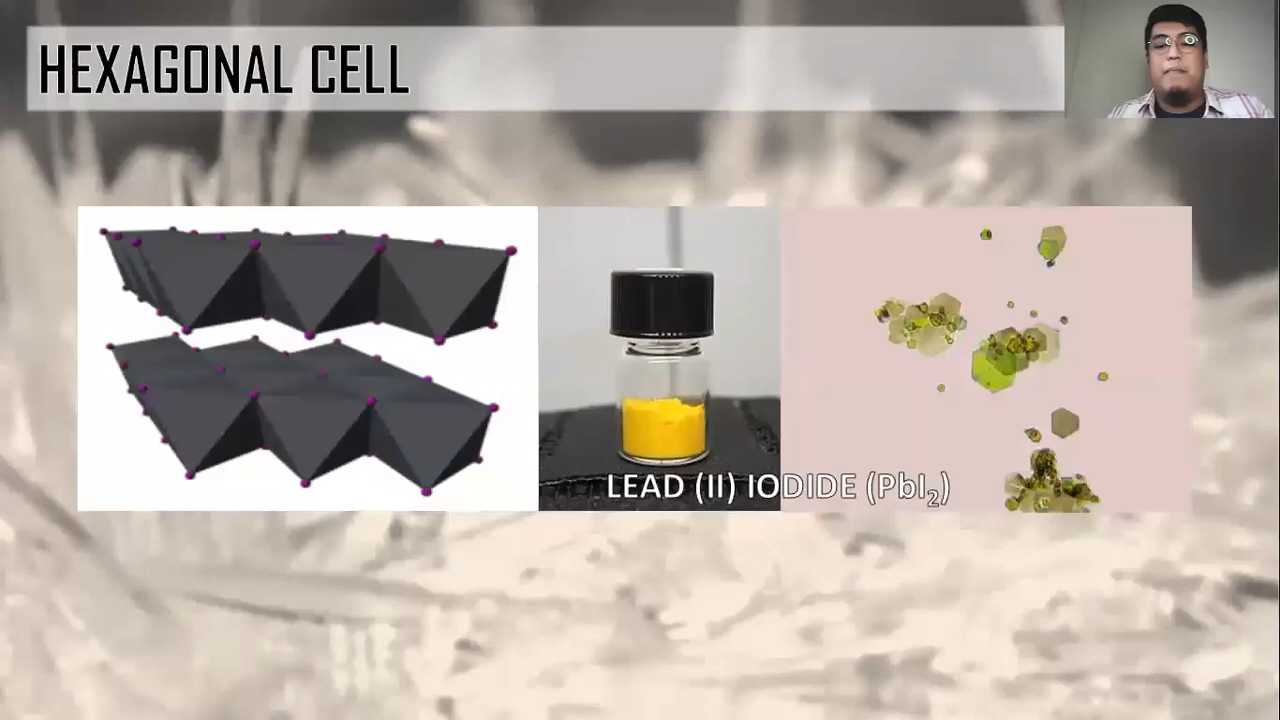 HEXAGONAL CELL
LEAD (II) IODIDE (PbI₂)